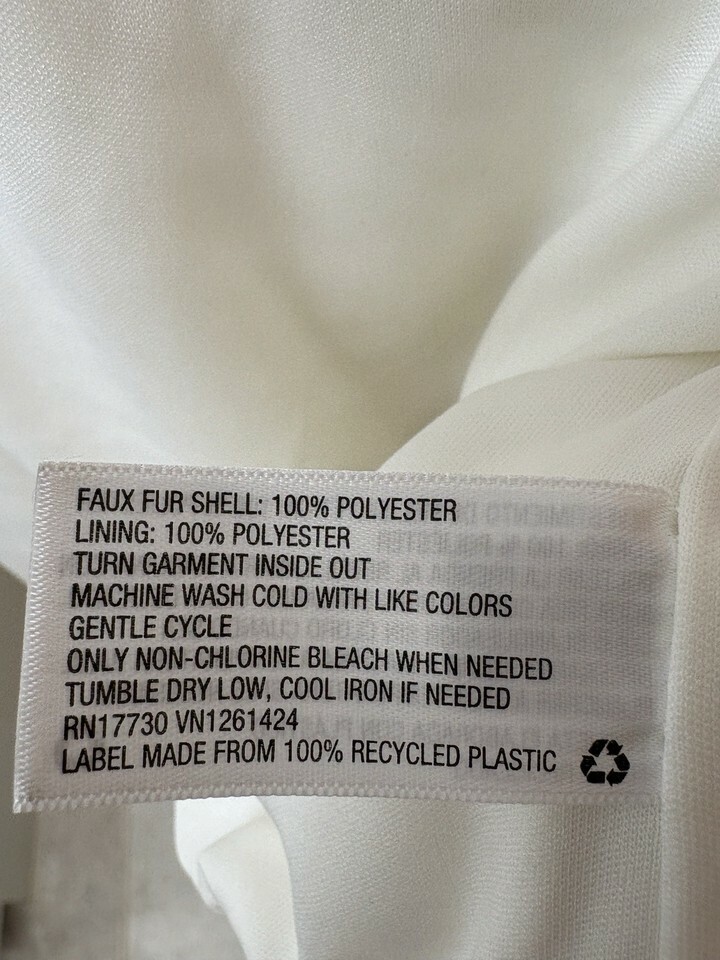 FAUX FUR SHELL: 100% POLYESTER
LINING: 100% POLYESTER
TURN GARMENT INSIDE OUT
MACHINE WASH COLD WITH LIKE COLORS
GENTLE CYCLE
ONLY NON-CHLORINE BLEACH WHEN NEEDED
TUMBLE DRY LOW, COOL IRON IF NEEDED
RN17730 VN1261424
LABEL MADE FROM 100% RECYCLED PLASTIC